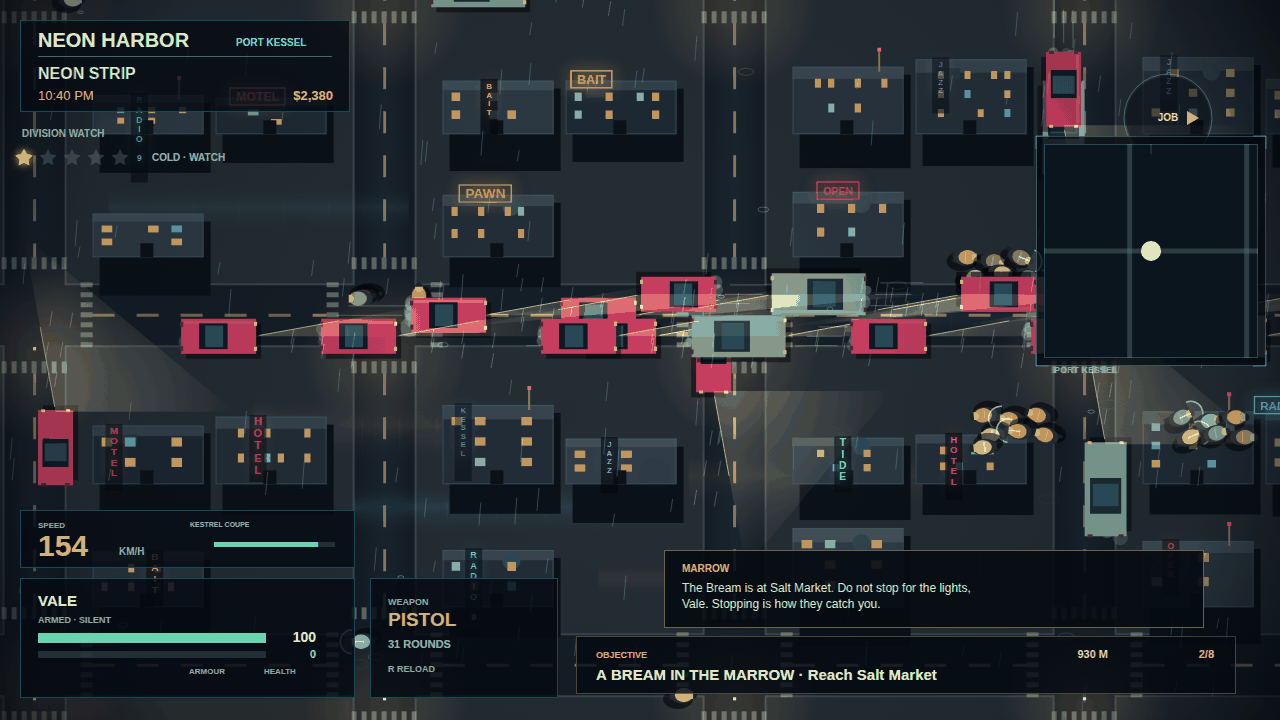 NEON HARBOR
PORT KESSEL
NEON STRIP
10:40 PM
$2,380
MOTEL
RADIO
9
DIVISION WATCH
COLD · WATCH
BAIT
BAIT
PAWN
JAZZ
OPEN
JAZZ
JOB
PORT KESSEL
MOTEL
HOTEL
KESSEL
JAZZ
TIDE
HOTEL
RAD
SPEED
154
KM/H
KESTREL COUPE
VALE
ARMED · SILENT
100
0
ARMOUR
HEALTH
RADIO
WEAPON
PISTOL
31 ROUNDS
R RELOAD
MARROW
The Bream is at Salt Market. Do not stop for the lights,
Vale. Stopping is how they catch you.
OBJECTIVE
930 M
2/8
A BREAM IN THE MARROW · Reach Salt Market